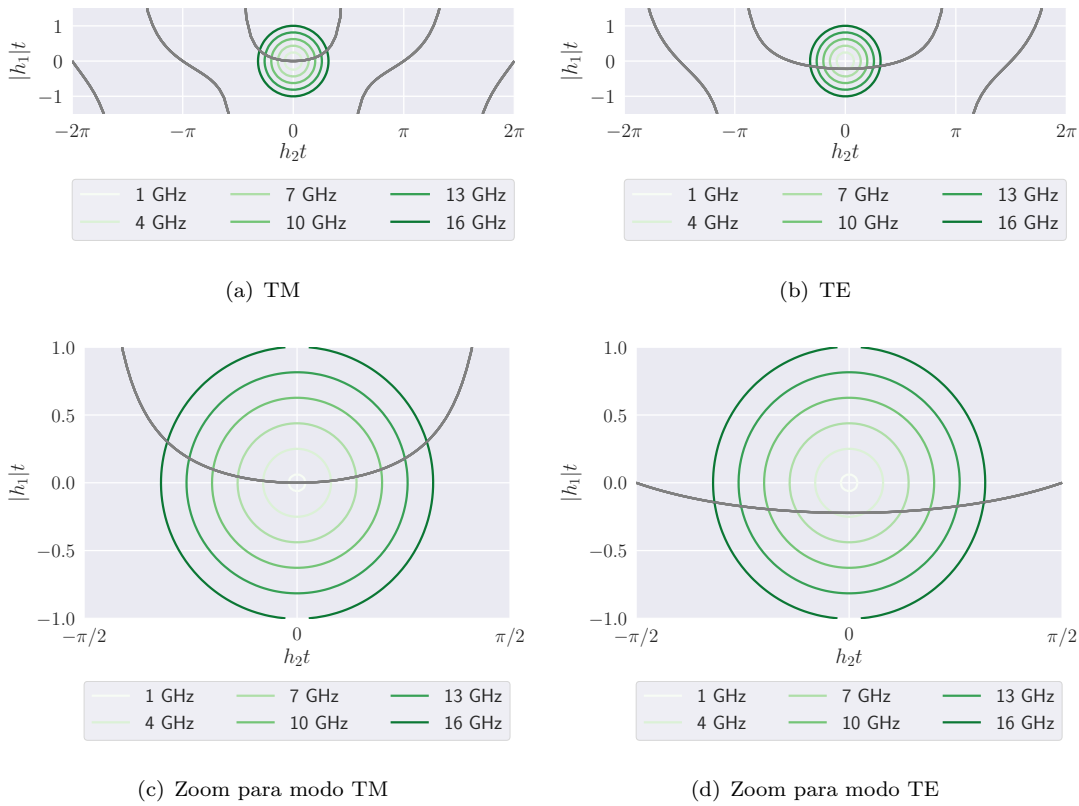 1
0
−1
|h₁|t
−2π −π 0 π 2π
h₂t
1 GHz 7 GHz 13 GHz
4 GHz 10 GHz 16 GHz
(a) TM
1
0
−1
|h₁|t
−2π −π 0 π 2π
h₂t
1 GHz 7 GHz 13 GHz
4 GHz 10 GHz 16 GHz
(b) TE
1.0
0.5
0.0
−0.5
−1.0
|h₁|t
−π/2 0 π/2
h₂t
1 GHz 7 GHz 13 GHz
4 GHz 10 GHz 16 GHz
(c) Zoom para modo TM
1.0
0.5
0.0
−0.5
−1.0
|h₁|t
−π/2 0 π/2
h₂t
1 GHz 7 GHz 13 GHz
4 GHz 10 GHz 16 GHz
(d) Zoom para modo TE